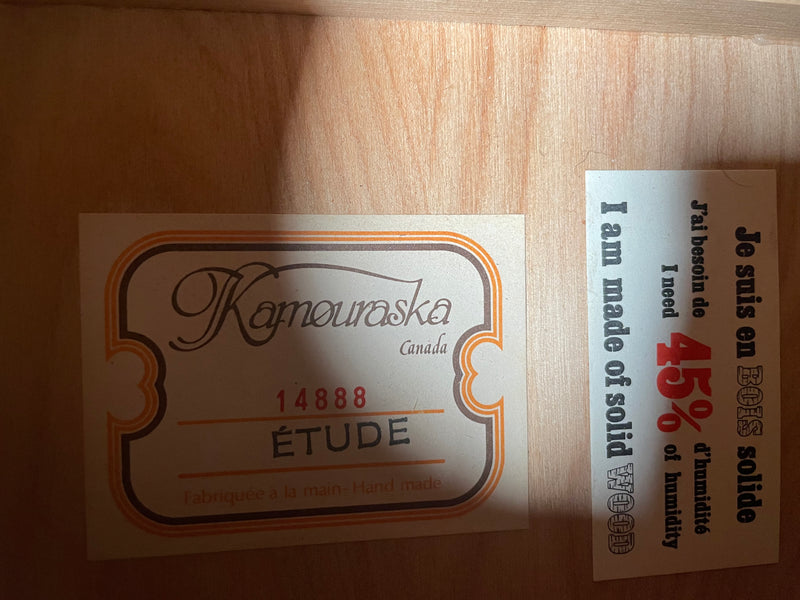 Kamouraska
Canada
14888
ÉTUDE
Fabriquée à la main - Hand made
Je suis en BOIS solide
J'ai besoin de 45% d'humidité
I need 45% of humidity
I am made of solid WOOD